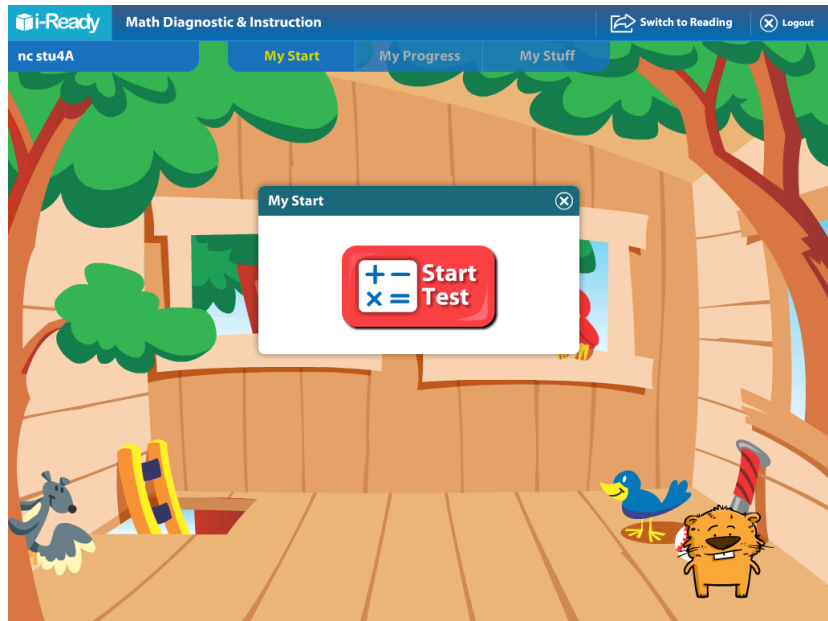 i-Ready Math Diagnostic & Instruction Switch to Reading Logout
nc stu4A My Start My Progress My Stuff
My Start
+ − Start
× = Test